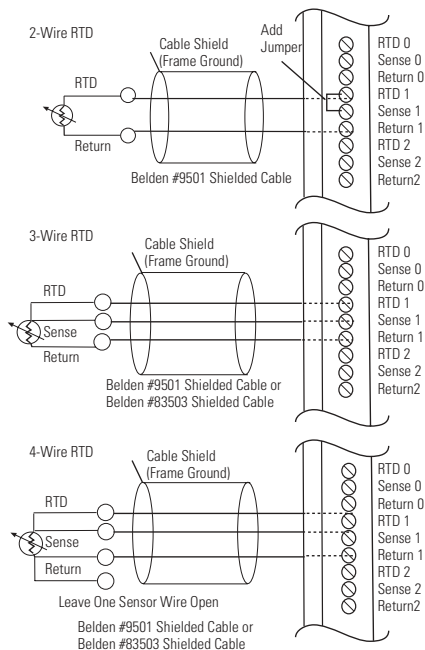 2-Wire RTD
Cable Shield
(Frame Ground)
Add
Jumper
RTD
Return
Belden #9501 Shielded Cable
RTD 0
Sense 0
Return 0
RTD 1
Sense 1
Return 1
RTD 2
Sense 2
Return2
3-Wire RTD
Cable Shield
(Frame Ground)
RTD
Sense
Return
Belden #9501 Shielded Cable or
Belden #83503 Shielded Cable
RTD 0
Sense 0
Return 0
RTD 1
Sense 1
Return 1
RTD 2
Sense 2
Return2
4-Wire RTD
Cable Shield
(Frame Ground)
RTD
Sense
Return
Leave One Sensor Wire Open
Belden #9501 Shielded Cable or
Belden #83503 Shielded Cable
RTD 0
Sense 0
Return 0
RTD 1
Sense 1
Return 1
RTD 2
Sense 2
Return2